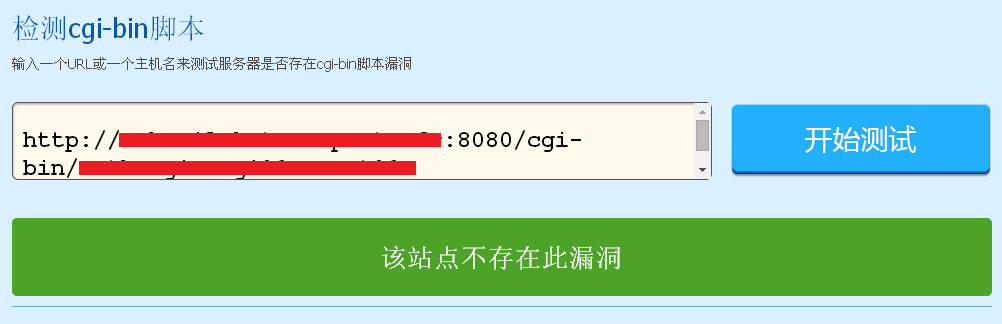 检测cgi-bin脚本
输入一个URL或一个主机名来测试服务器是否存在cgi-bin脚本漏洞
http://:8080/cgi-
bin/
开始测试
该站点不存在此漏洞